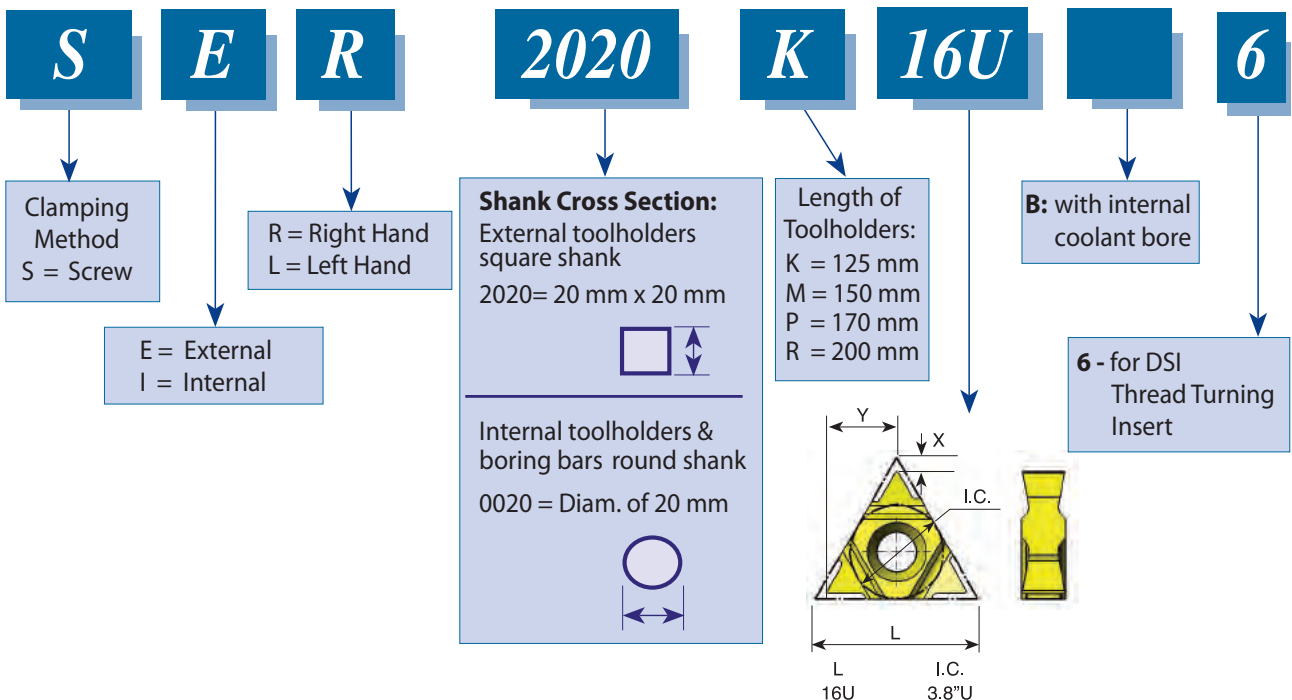 S E R 2020 K 16U 6
Clamping
Method
S = Screw
E = External
I = Internal
R = Right Hand
L = Left Hand
Shank Cross Section:
External toolholders
square shank
2020= 20 mm x 20 mm
Internal toolholders &
boring bars round shank
0020 = Diam. of 20 mm
Length of
Toolholders:
K = 125 mm
M = 150 mm
P = 170 mm
R = 200 mm
Y
X
I.C.
L
L I.C.
16U 3.8”U
B: with internal
coolant bore
6 - for DSI
Thread Turning
Insert